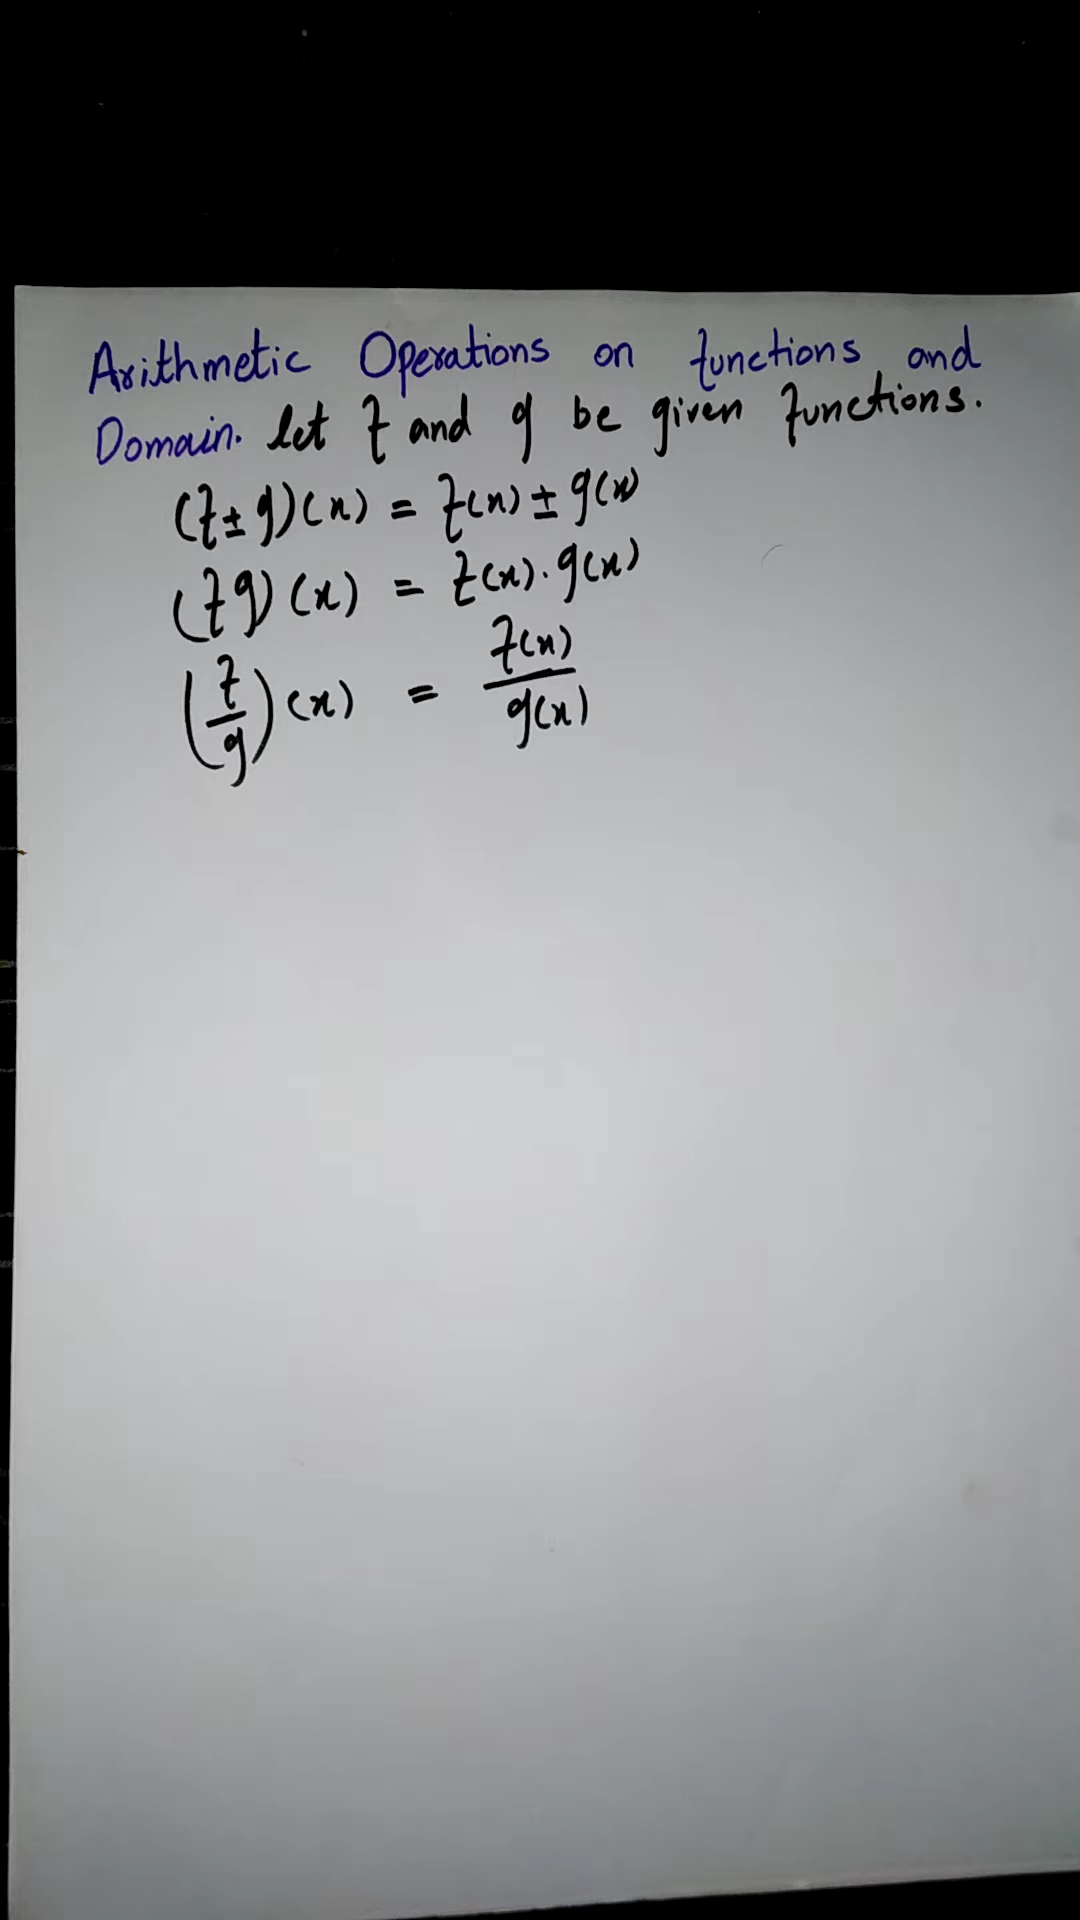 Arithmetic Operations on functions and
Domain. let f and g be given functions.
(f±g)(x) = f(x) ± g(x)
(fg)(x) = f(x).g(x)
(f/g)(x) = f(x)/g(x)